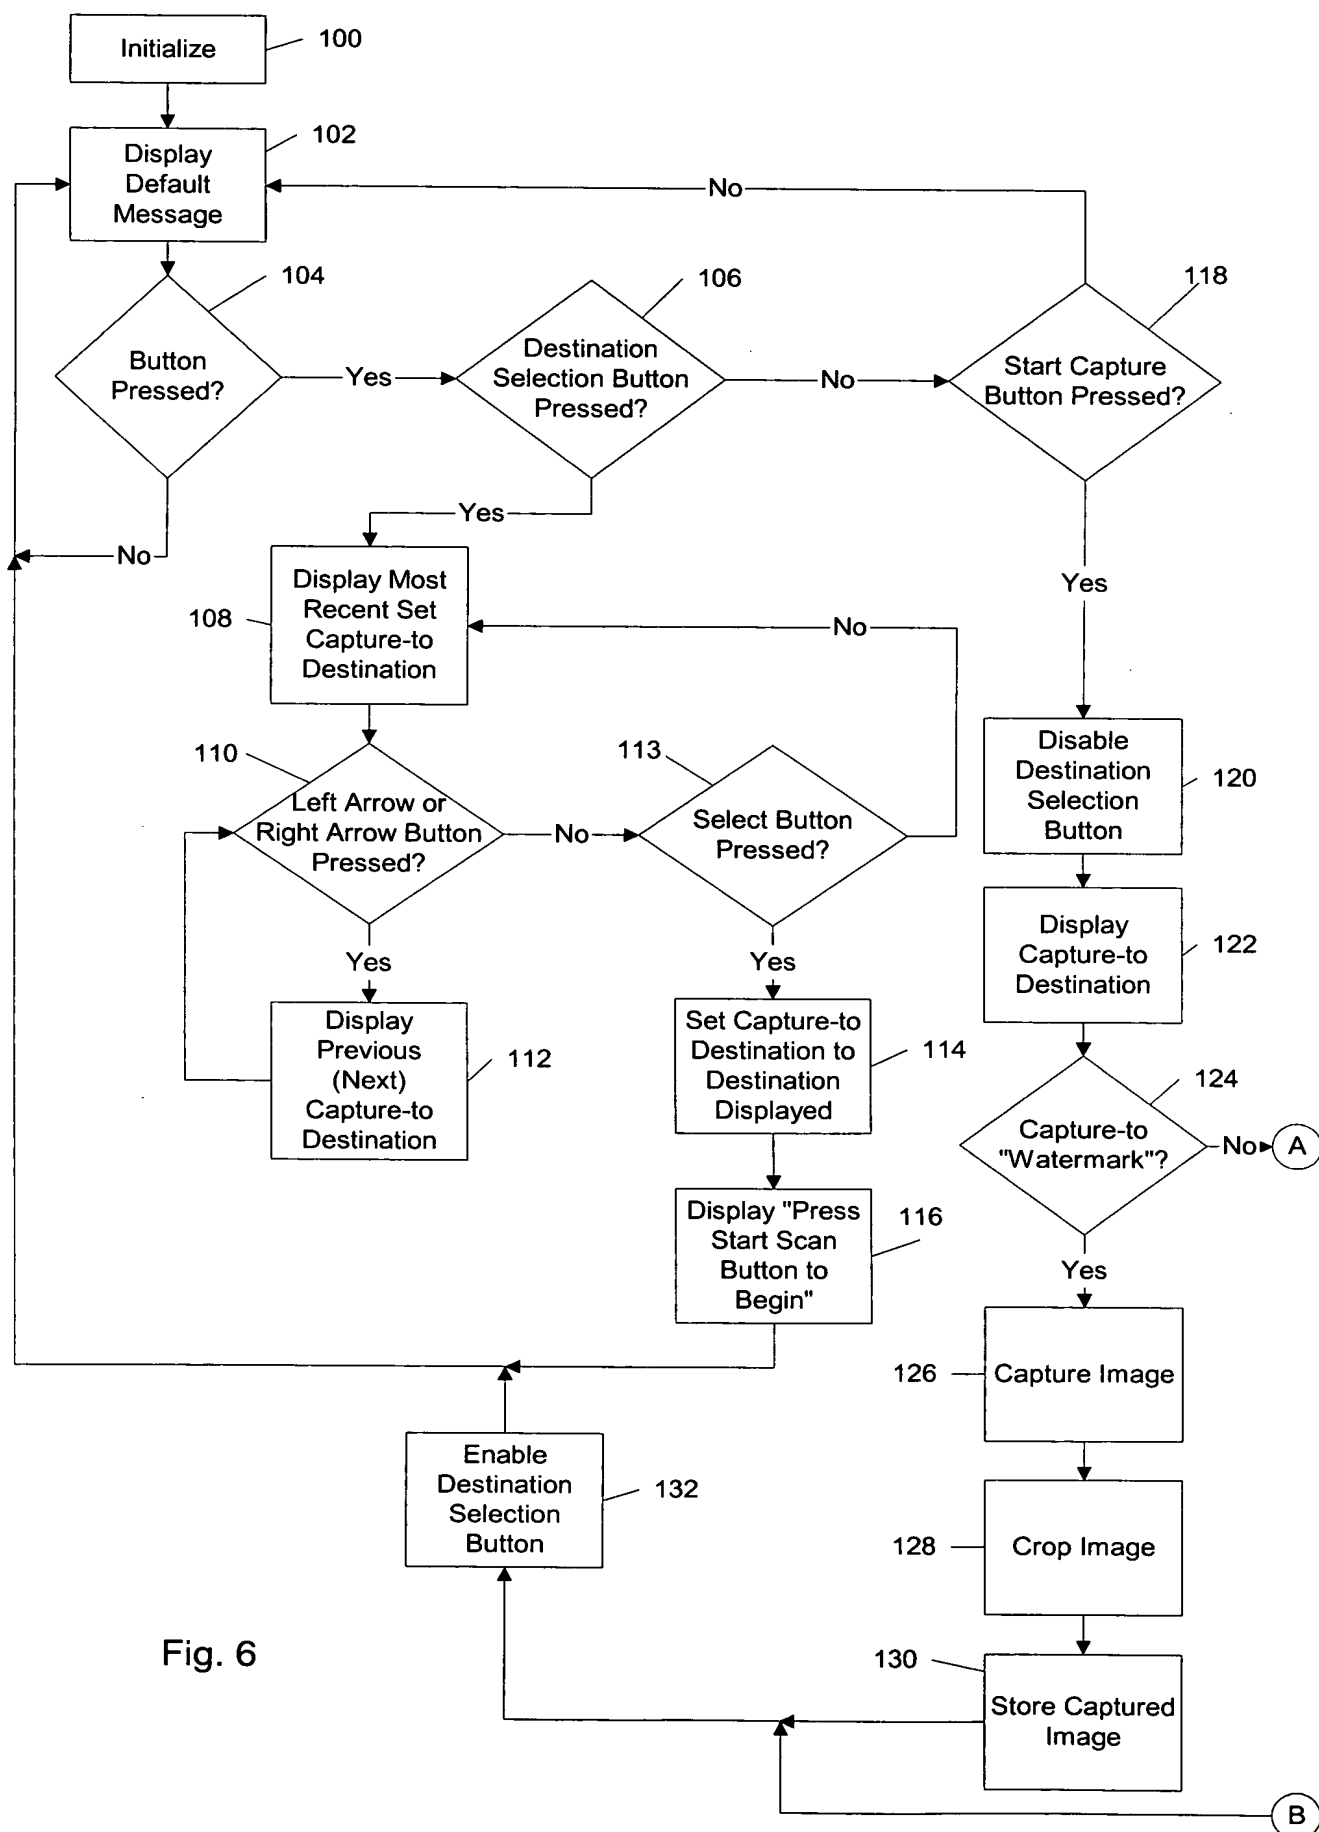 Initialize
100
Display
Default
Message
102
No
Button
Pressed?
104
Yes
No
Destination
Selection Button
Pressed?
106
No
Yes
Start Capture
Button Pressed?
118
Yes
Display Most
Recent Set
Capture-to
Destination
108
No
Left Arrow or
Right Arrow Button
Pressed?
110
No
Yes
Select Button
Pressed?
113
Yes
Display
Previous
(Next)
Capture-to
Destination
112
Set Capture-to
Destination to
Destination
Displayed
114
Display "Press
Start Scan
Button to
Begin"
116
Disable
Destination
Selection
Button
120
Display
Capture-to
Destination
122
Capture-to
"Watermark"?
124
No
A
Yes
Capture Image
126
Crop Image
128
Store Captured
Image
130
Enable
Destination
Selection
Button
132
B
Fig. 6